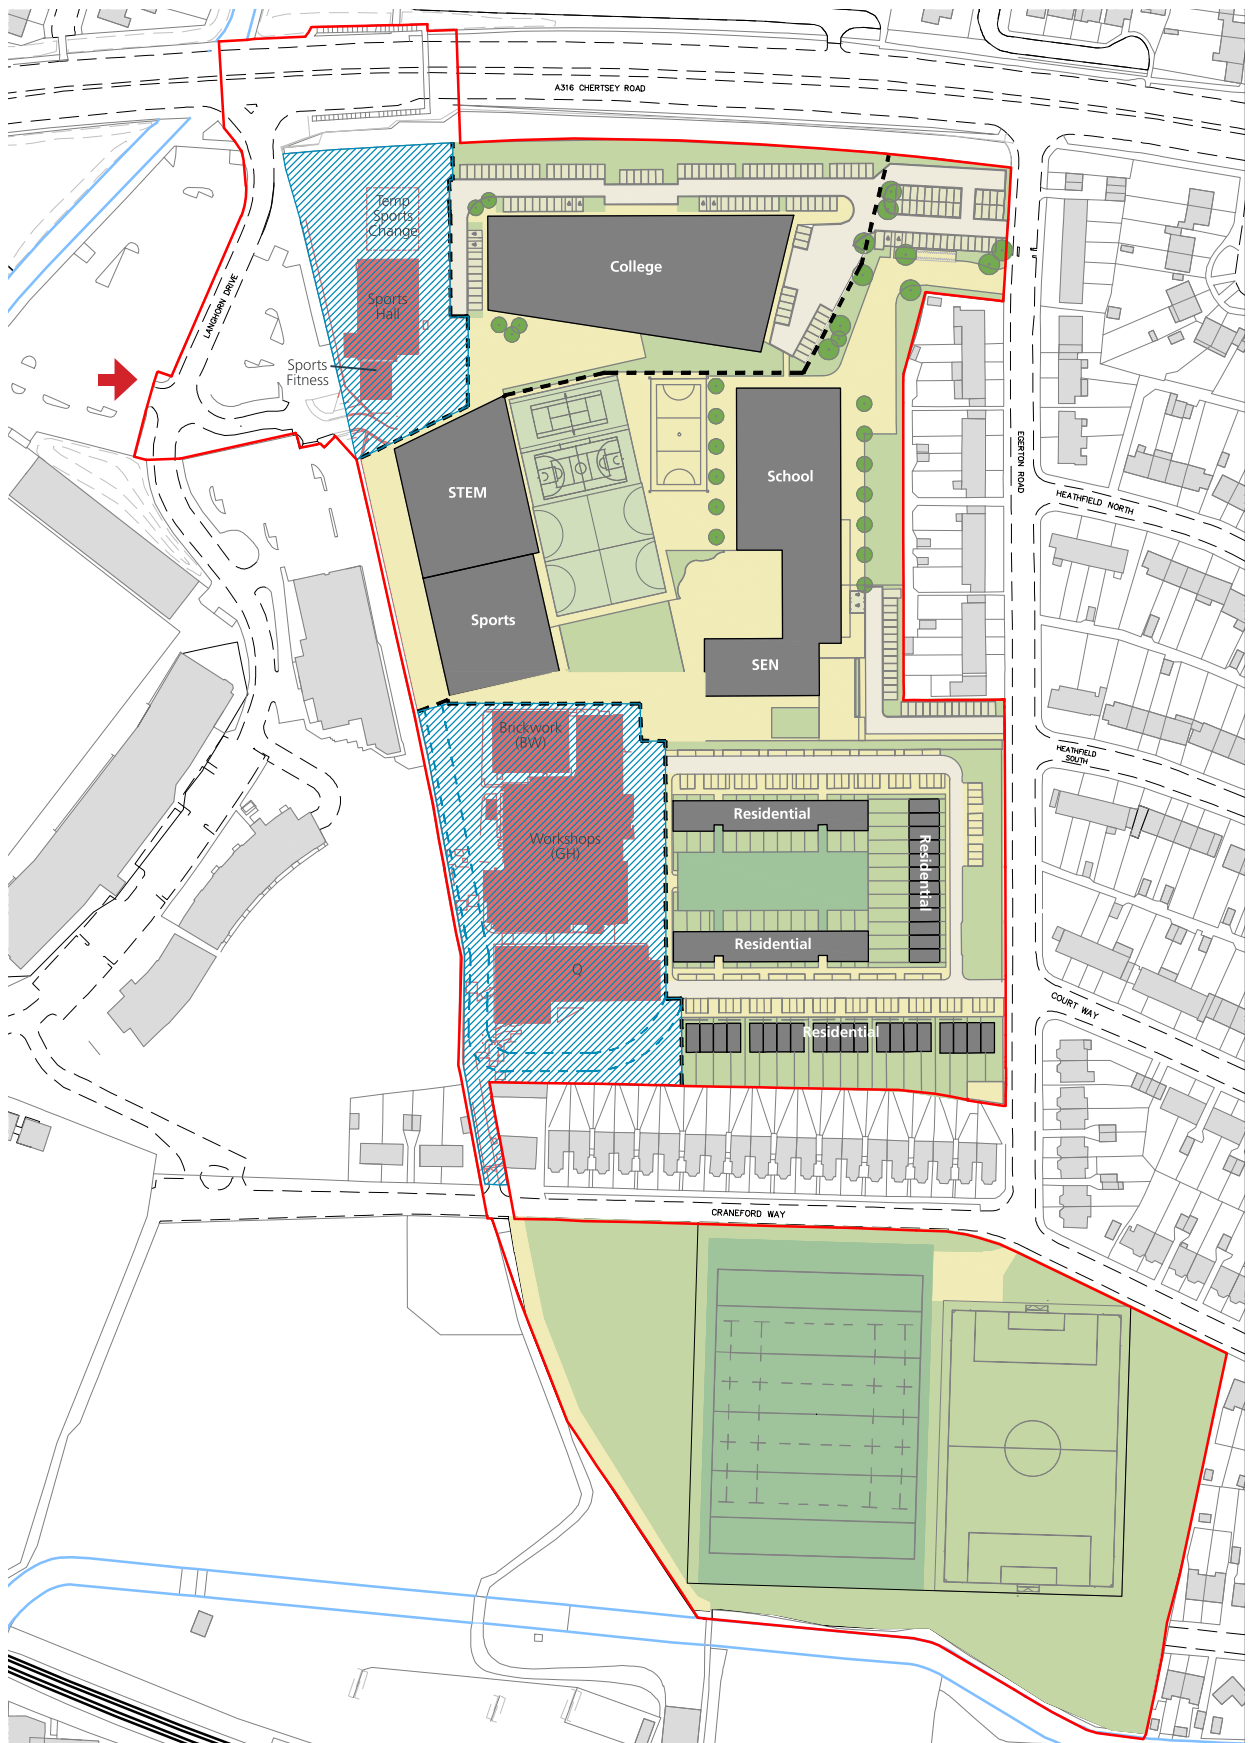 A316 CHERTSEY ROAD
Temp
Sports
Change
College
Sports
Hall
LANGHORN DRIVE
Sports
Fitness
STEM
School
EGERTON ROAD
HEATHFIELD NORTH
Sports
SEN
Brickwork
(BW)
HEATHFIELD
SOUTH
Residential
Workshops
(GH)
Residential
Residential
Q
COURT WAY
Residential
CRANEFORD WAY